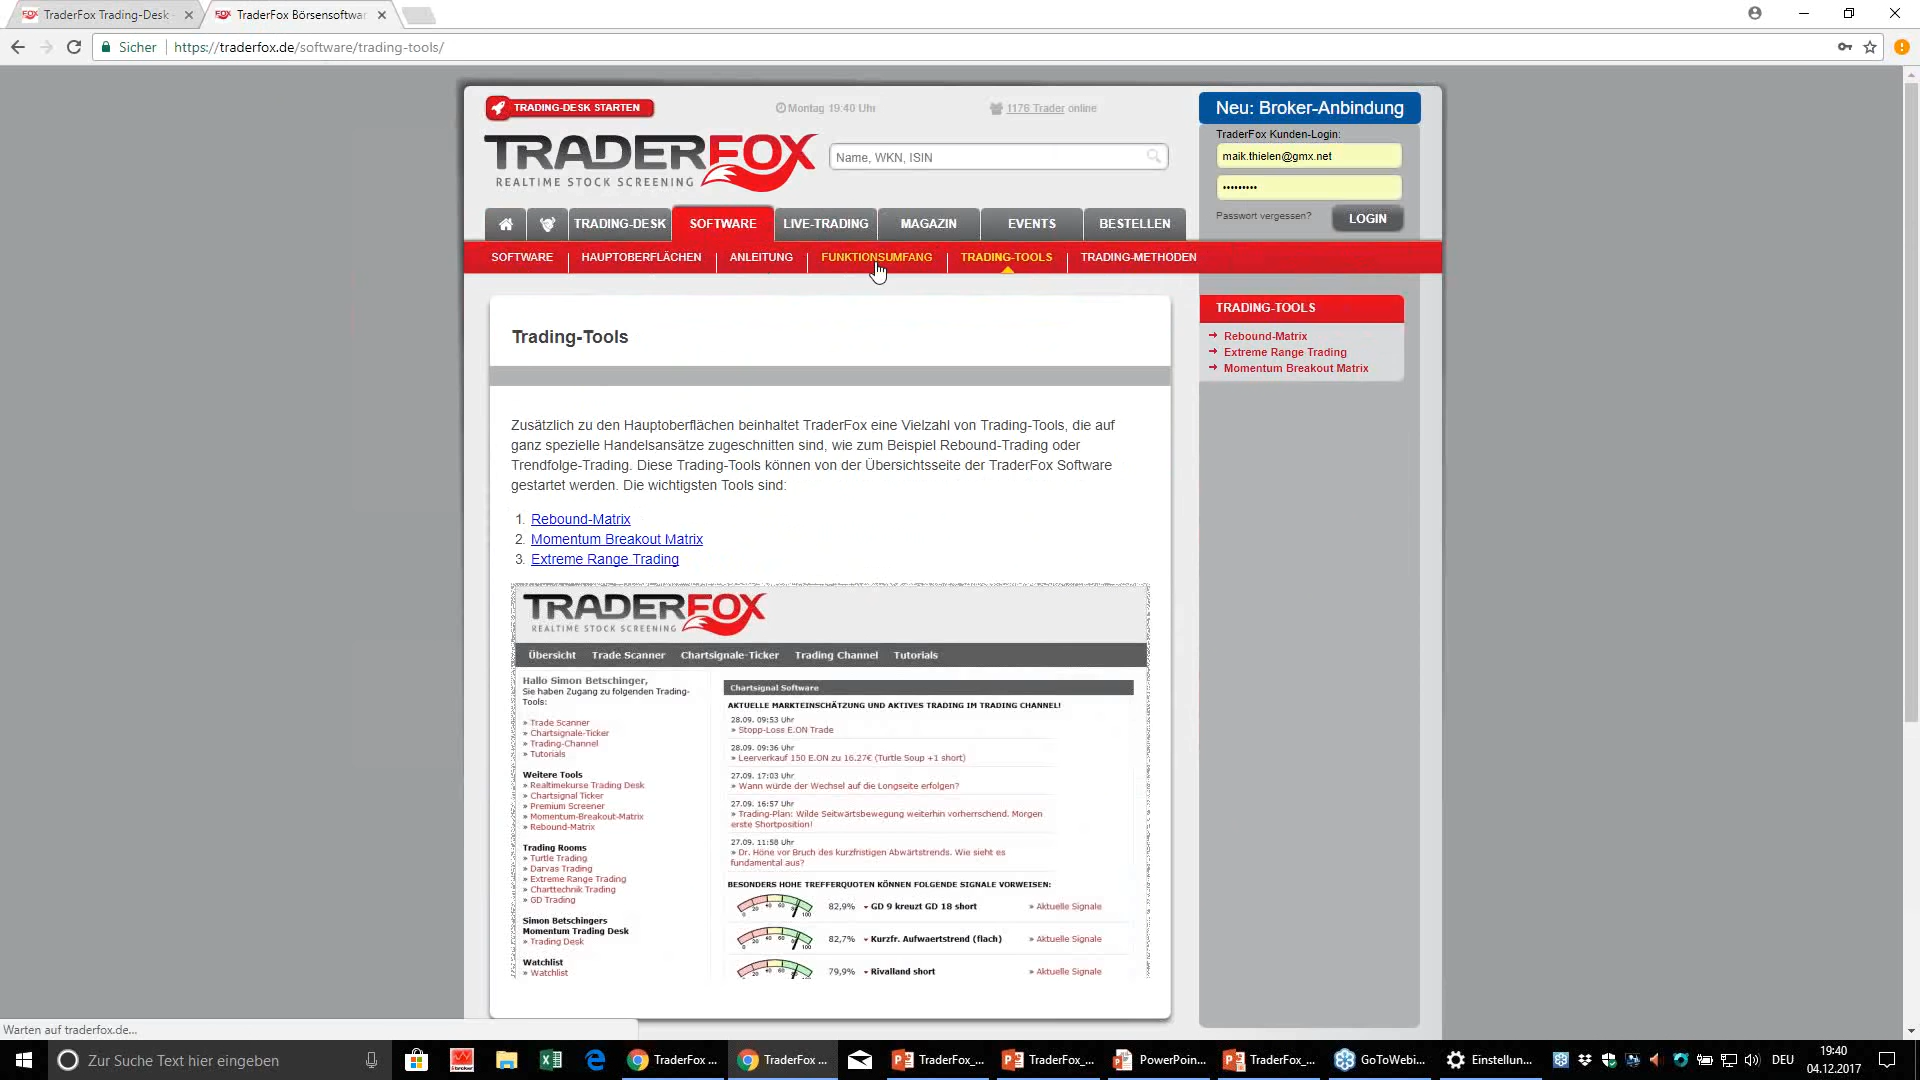 TraderFox Trading-Desk -
TraderFox Börsensoftwar
Sicher
https://traderfox.de/software/trading-tools/
TRADING-DESK STARTEN
Montag 19:40 Uhr
1176 Trader online
Neu: Broker-Anbindung
TraderFox Kunden-Login:
maik.thielen@gmx.net
•••••••••
Passwort vergessen?
LOGIN
TRADERFOX
REALTIME STOCK SCREENING
Name, WKN, ISIN
TRADING-DESK
SOFTWARE
LIVE-TRADING
MAGAZIN
EVENTS
BESTELLEN
SOFTWARE
HAUPTOBERFLÄCHEN
ANLEITUNG
FUNKTIONSUMFANG
TRADING-TOOLS
TRADING-METHODEN
Trading-Tools
Zusätzlich zu den Hauptoberflächen beinhaltet TraderFox eine Vielzahl von Trading-Tools, die auf
ganz spezielle Handelsansätze zugeschnitten sind, wie zum Beispiel Rebound-Trading oder
Trendfolge-Trading. Diese Trading-Tools können von der Übersichtsseite der TraderFox Software
gestartet werden. Die wichtigsten Tools sind:
1. Rebound-Matrix
2. Momentum Breakout Matrix
3. Extreme Range Trading
TRADING-TOOLS
Rebound-Matrix
Extreme Range Trading
Momentum Breakout Matrix
TRADERFOX
REALTIME STOCK SCREENING
Übersicht
Trade Scanner
Chartsignale-Ticker
Trading Channel
Tutorials
Hallo Simon Betschinger,
Sie haben Zugang zu folgenden Trading-
Tools:
» Trade Scanner
» Chartsignale-Ticker
» Trading-Channel
» Tutorials
Weitere Tools
» Realtimekurse Trading Desk
» Chartsignal Ticker
» Premium Screener
» Momentum-Breakout-Matrix
» Rebound-Matrix
Trading Rooms
» Turtle Trading
» Darvas Trading
» Extreme Range Trading
» Charttechnik Trading
» GD Trading
Simon Betschingers
Momentum Trading Desk
» Trading Desk
Watchlist
» Watchlist
Chartsignal Software
AKTUELLE MARKTEINSCHÄTZUNG UND AKTIVES TRADING IM TRADING CHANNEL!
28.09. 09:53 Uhr
» Stopp-Loss E.ON Trade
28.09. 09:36 Uhr
» Leerverkauf 150 E.ON zu 16.27€ (Turtle Soup +1 short)
27.09. 17:03 Uhr
» Wann würde der Wechsel auf die Longseite erfolgen?
27.09. 16:57 Uhr
» Trading-Plan: Wilde Seitwärtsbewegung weiterhin vorherrschend. Morgen
erste Shortposition!
27.09. 11:58 Uhr
» Dr. Höne vor Bruch des kurzfristigen Abwärtstrends. Wie sieht es
fundamental aus?
BESONDERS HOHE TREFFERQUOTEN KÖNNEN FOLGENDE SIGNALE VORWEISEN:
82,9% GD 9 kreuzt GD 18 short » Aktuelle Signale
82,7% Kurzfr. Aufwaertstrend (flach) » Aktuelle Signale
79,9% Rivalland short » Aktuelle Signale
Warten auf traderfox.de...
Zur Suche Text hier eingeben
TraderFox ...
TraderFox ...
TraderFox_...
TraderFox_...
PowerPoin...
TraderFox_...
GoToWebi...
Einstellun...
DEU
19:40
04.12.2017